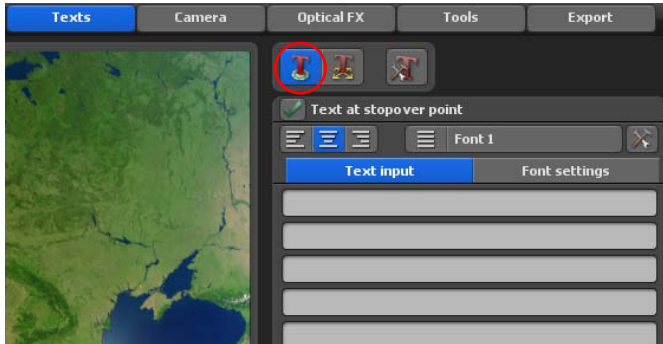 Texts Camera Optical FX Tools Export
Text at stopover point
Font 1
Text input Font settings